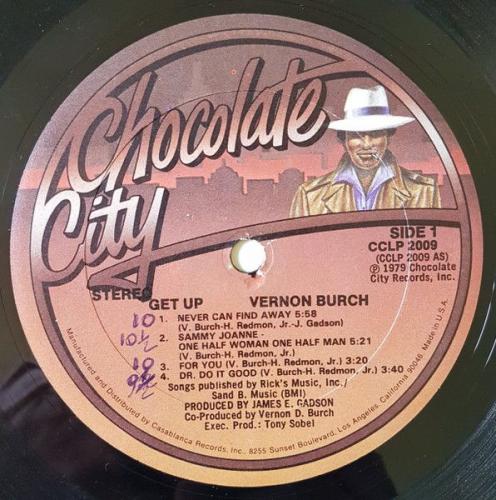 Chocolate
City
SIDE 1
CCLP 2009
(CCLP 2009 AS)
℗ 1979 Chocolate
City Records, Inc.
STEREO
GET UP VERNON BURCH
10 1. NEVER CAN FIND AWAY 5:58
(V. Burch-H. Redmon, Jr.-J. Gadson)
10½ 2. SAMMY JOANNE -
ONE HALF WOMAN ONE HALF MAN 5:21
(V. Burch-H. Redmon, Jr.)
10 3. FOR YOU (V. Burch-H. Redmon, Jr.) 3:20
9½ 4. DR. DO IT GOOD (V. Burch-H. Redmon, Jr.) 3:40
Songs published by Rick's Music, Inc./
Sand B. Music (BMI)
PRODUCED BY JAMES E. GADSON
Co-Produced by Vernon D. Burch
Exec. Prod.: Tony Sobel
Manufactured and Distributed by Casablanca Records, Inc., 8255 Sunset Boulevard, Los Angeles, California 90046 Made in U.S.A.